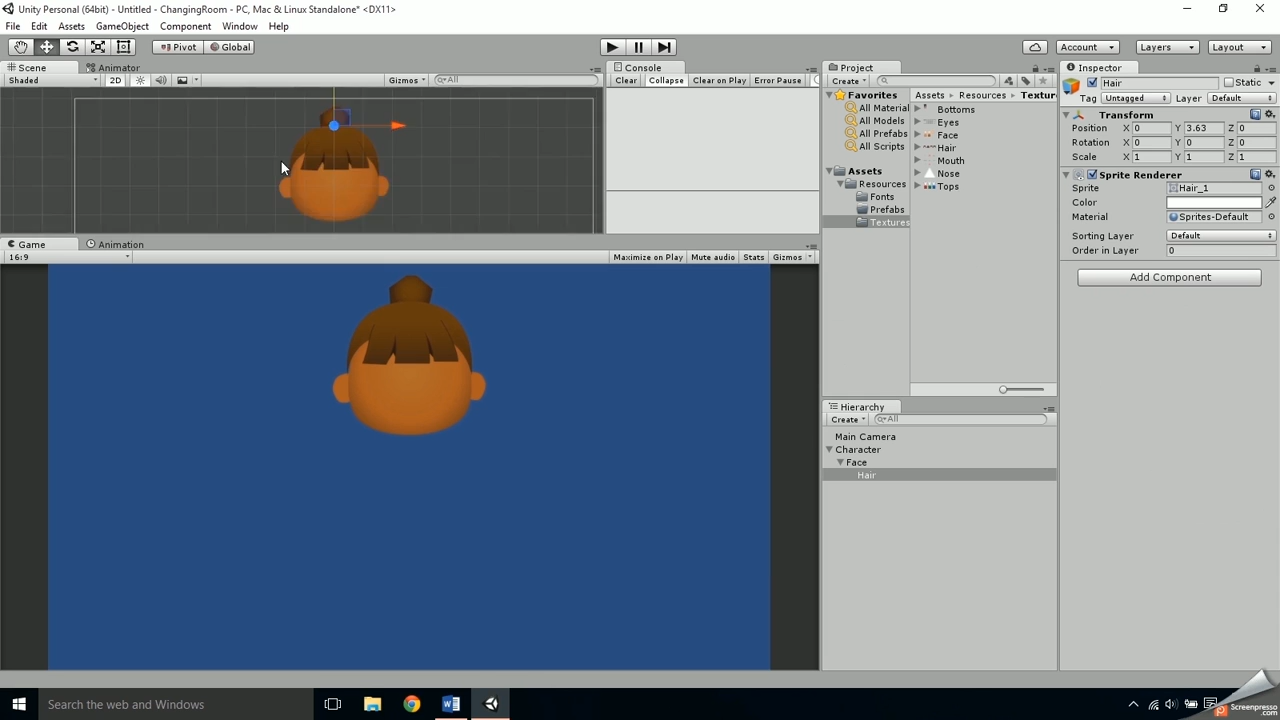 Unity Personal (64bit) - Untitled - ChangingRoom - PC, Mac & Linux Standalone* <DX11>
File Edit Assets GameObject Component Window Help
Pivot Global Account Layers Layout
Scene Animator Console Project Inspector
Shaded 2D Gizmos All Clear Collapse Clear on Play Error Pause Create
Hair Static
Tag Untagged Layer Default
Favorites
All Material
All Models
All Prefabs
All Scripts
Assets
Resources
Fonts
Prefabs
Textures
Assets Resources Textur
Bottoms
Eyes
Face
Hair
Mouth
Nose
Tops
Transform
Position X 0 Y 3.63 Z 0
Rotation X 0 Y 0 Z 0
Scale X 1 Y 1 Z 1
Sprite Renderer
Sprite Hair_1
Color
Material Sprites-Default
Sorting Layer Default
Order in Layer 0
Add Component
Game Animation
16:9 Maximize on Play Mute audio Stats Gizmos
Hierarchy
Create All
Main Camera
Character
Face
Hair
Search the web and Windows
Screenpresso
.com